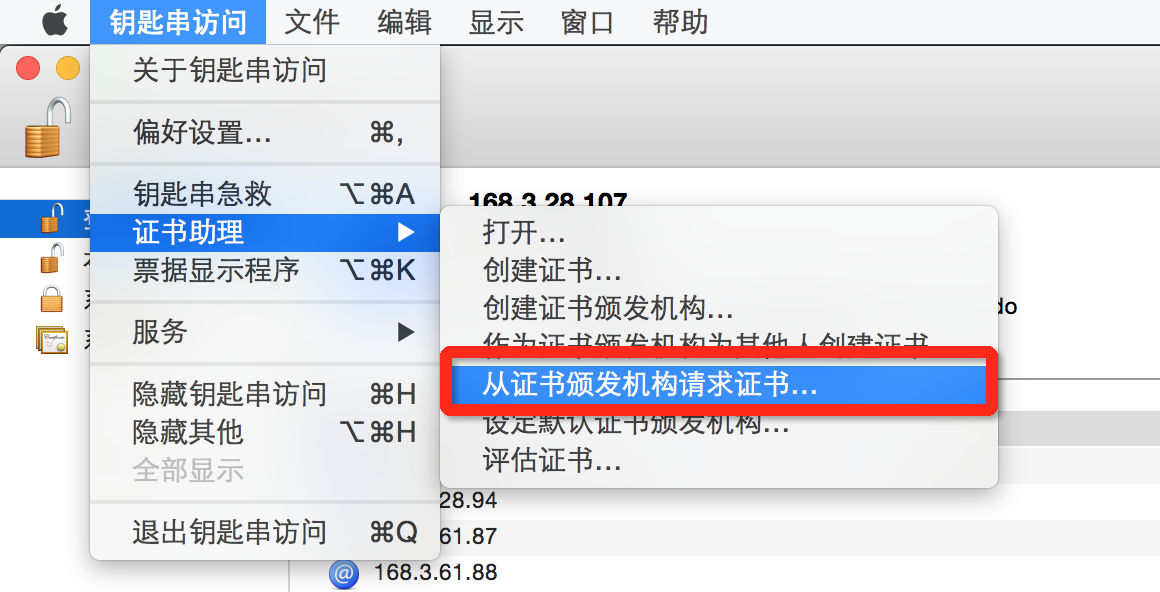 钥匙串访问 文件 编辑 显示 窗口 帮助
关于钥匙串访问
偏好设置... ⌘,
钥匙串急救 ⌥⌘A
证书助理 ▶
票据显示程序 ⌥⌘K
服务 ▶
隐藏钥匙串访问 ⌘H
隐藏其他 ⌥⌘H
全部显示
退出钥匙串访问 ⌘Q
168.3.28.107
打开...
创建证书...
创建证书颁发机构...
作为证书颁发机构为其他人创建证书
从证书颁发机构请求证书...
设定默认证书颁发机构...
评估证书...
do
28.94
61.87
@ 168.3.61.88